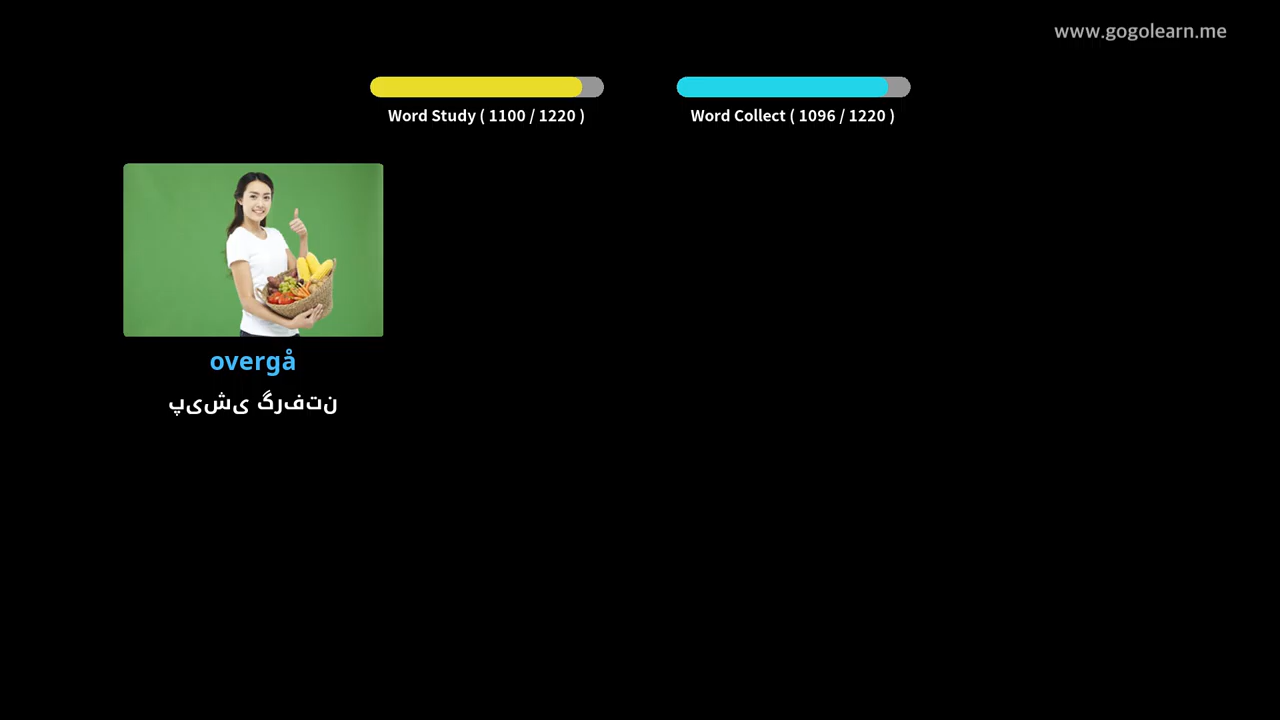 www.gogolearn.me
Word Study ( 1100 / 1220 )
Word Collect ( 1096 / 1220 )
overgå
پیشی گرفتن